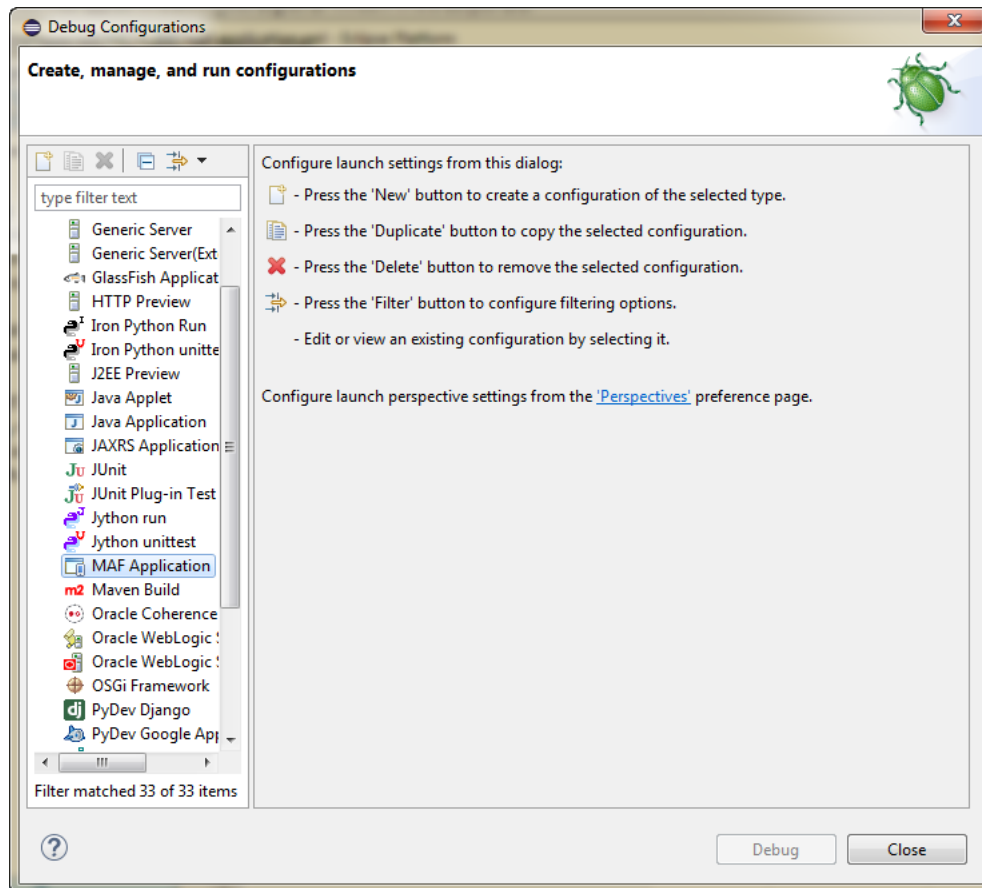 Debug Configurations
Create, manage, and run configurations
type filter text
Generic Server
Generic Server(Ext
GlassFish Applicat
HTTP Preview
Iron Python Run
Iron Python unitte
J2EE Preview
Java Applet
Java Application
JAXRS Application
JUnit
JUnit Plug-in Test
Jython run
Jython unittest
MAF Application
m2 Maven Build
Oracle Coherence
Oracle WebLogic
Oracle WebLogic
OSGi Framework
dj PyDev Django
PyDev Google App
Filter matched 33 of 33 items
Configure launch settings from this dialog:
- Press the 'New' button to create a configuration of the selected type.
- Press the 'Duplicate' button to copy the selected configuration.
- Press the 'Delete' button to remove the selected configuration.
- Press the 'Filter' button to configure filtering options.
- Edit or view an existing configuration by selecting it.
Configure launch perspective settings from the 'Perspectives' preference page.
?
Debug
Close